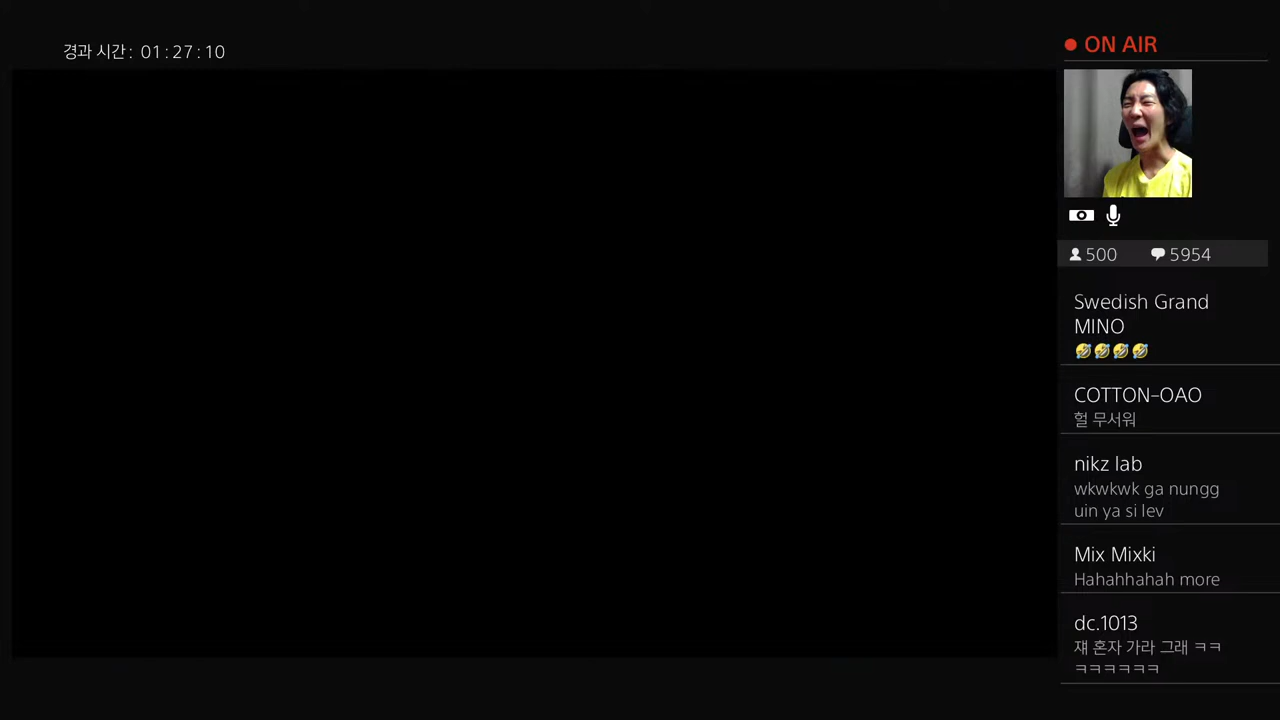 경과 시간: 01:27:10
ON AIR
500 5954
Swedish Grand
MINO
🤣🤣🤣🤣
COTTON-OAO
헐 무서워
nikz lab
wkwkwk ga nungg
uin ya si lev
Mix Mixki
Hahahhahah more
dc.1013
쟤 혼자 가라 그래 ㅋㅋ
ㅋㅋㅋㅋㅋㅋ